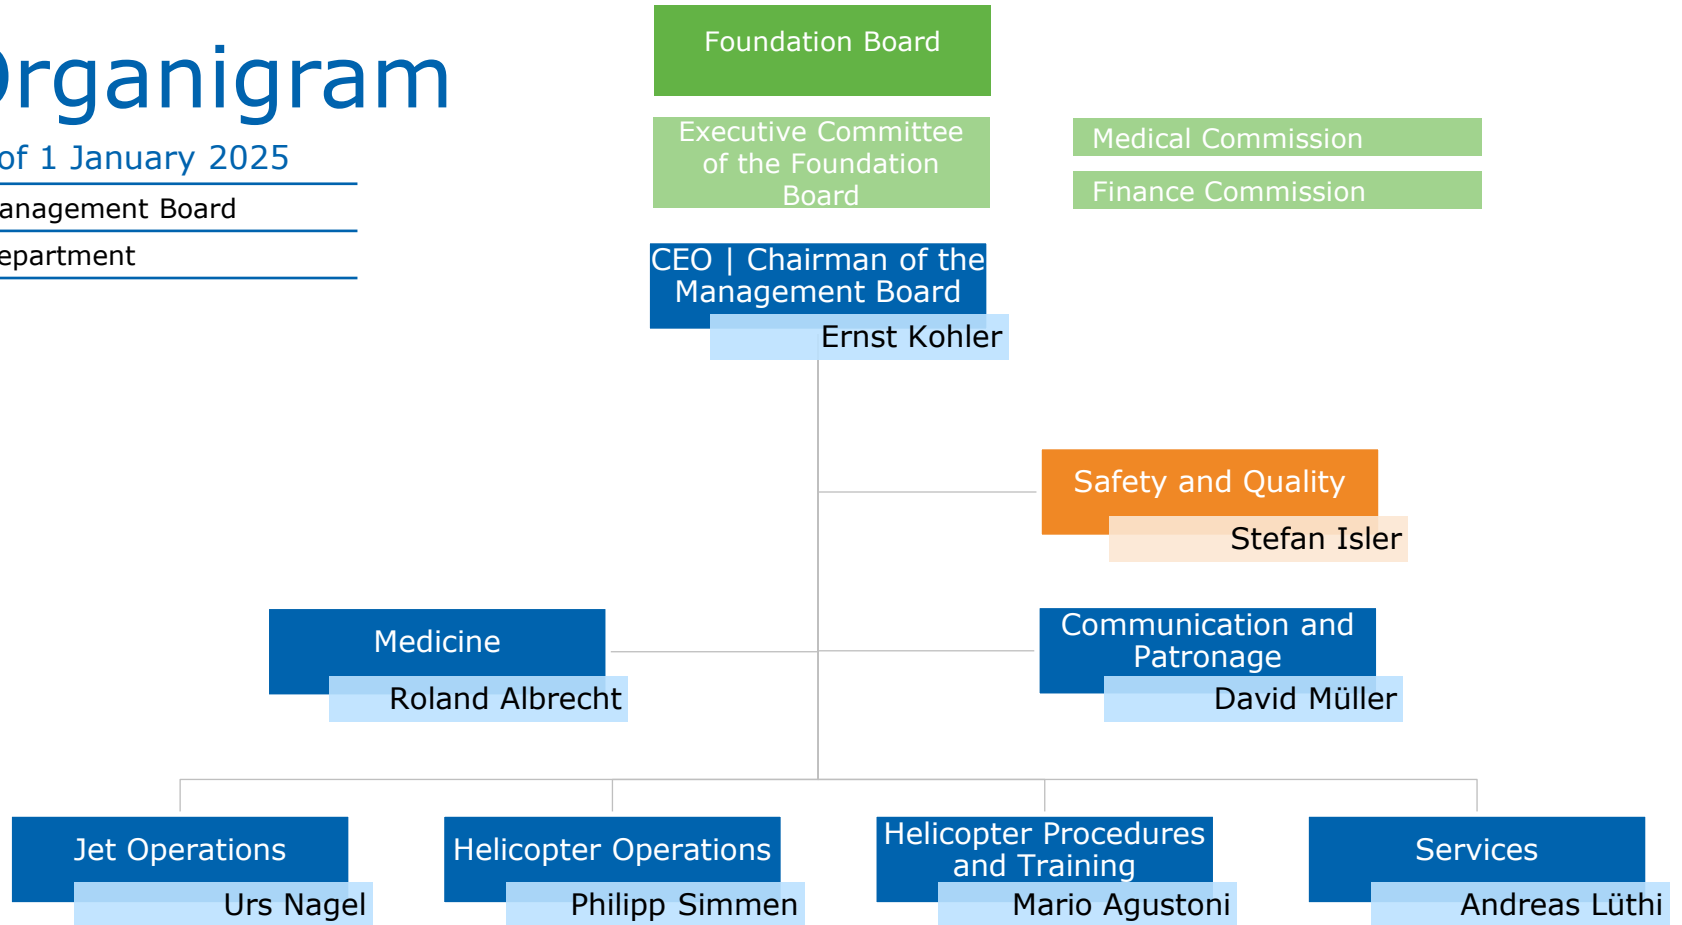 Organigram
of 1 January 2025
anagement Board
epartment
Foundation Board
Executive Committee
of the Foundation
Board
Medical Commission
Finance Commission
CEO | Chairman of the
Management Board
Ernst Kohler
Safety and Quality
Stefan Isler
Medicine
Roland Albrecht
Communication and
Patronage
David Müller
Jet Operations
Urs Nagel
Helicopter Operations
Philipp Simmen
Helicopter Procedures
and Training
Mario Agustoni
Services
Andreas Lüthi